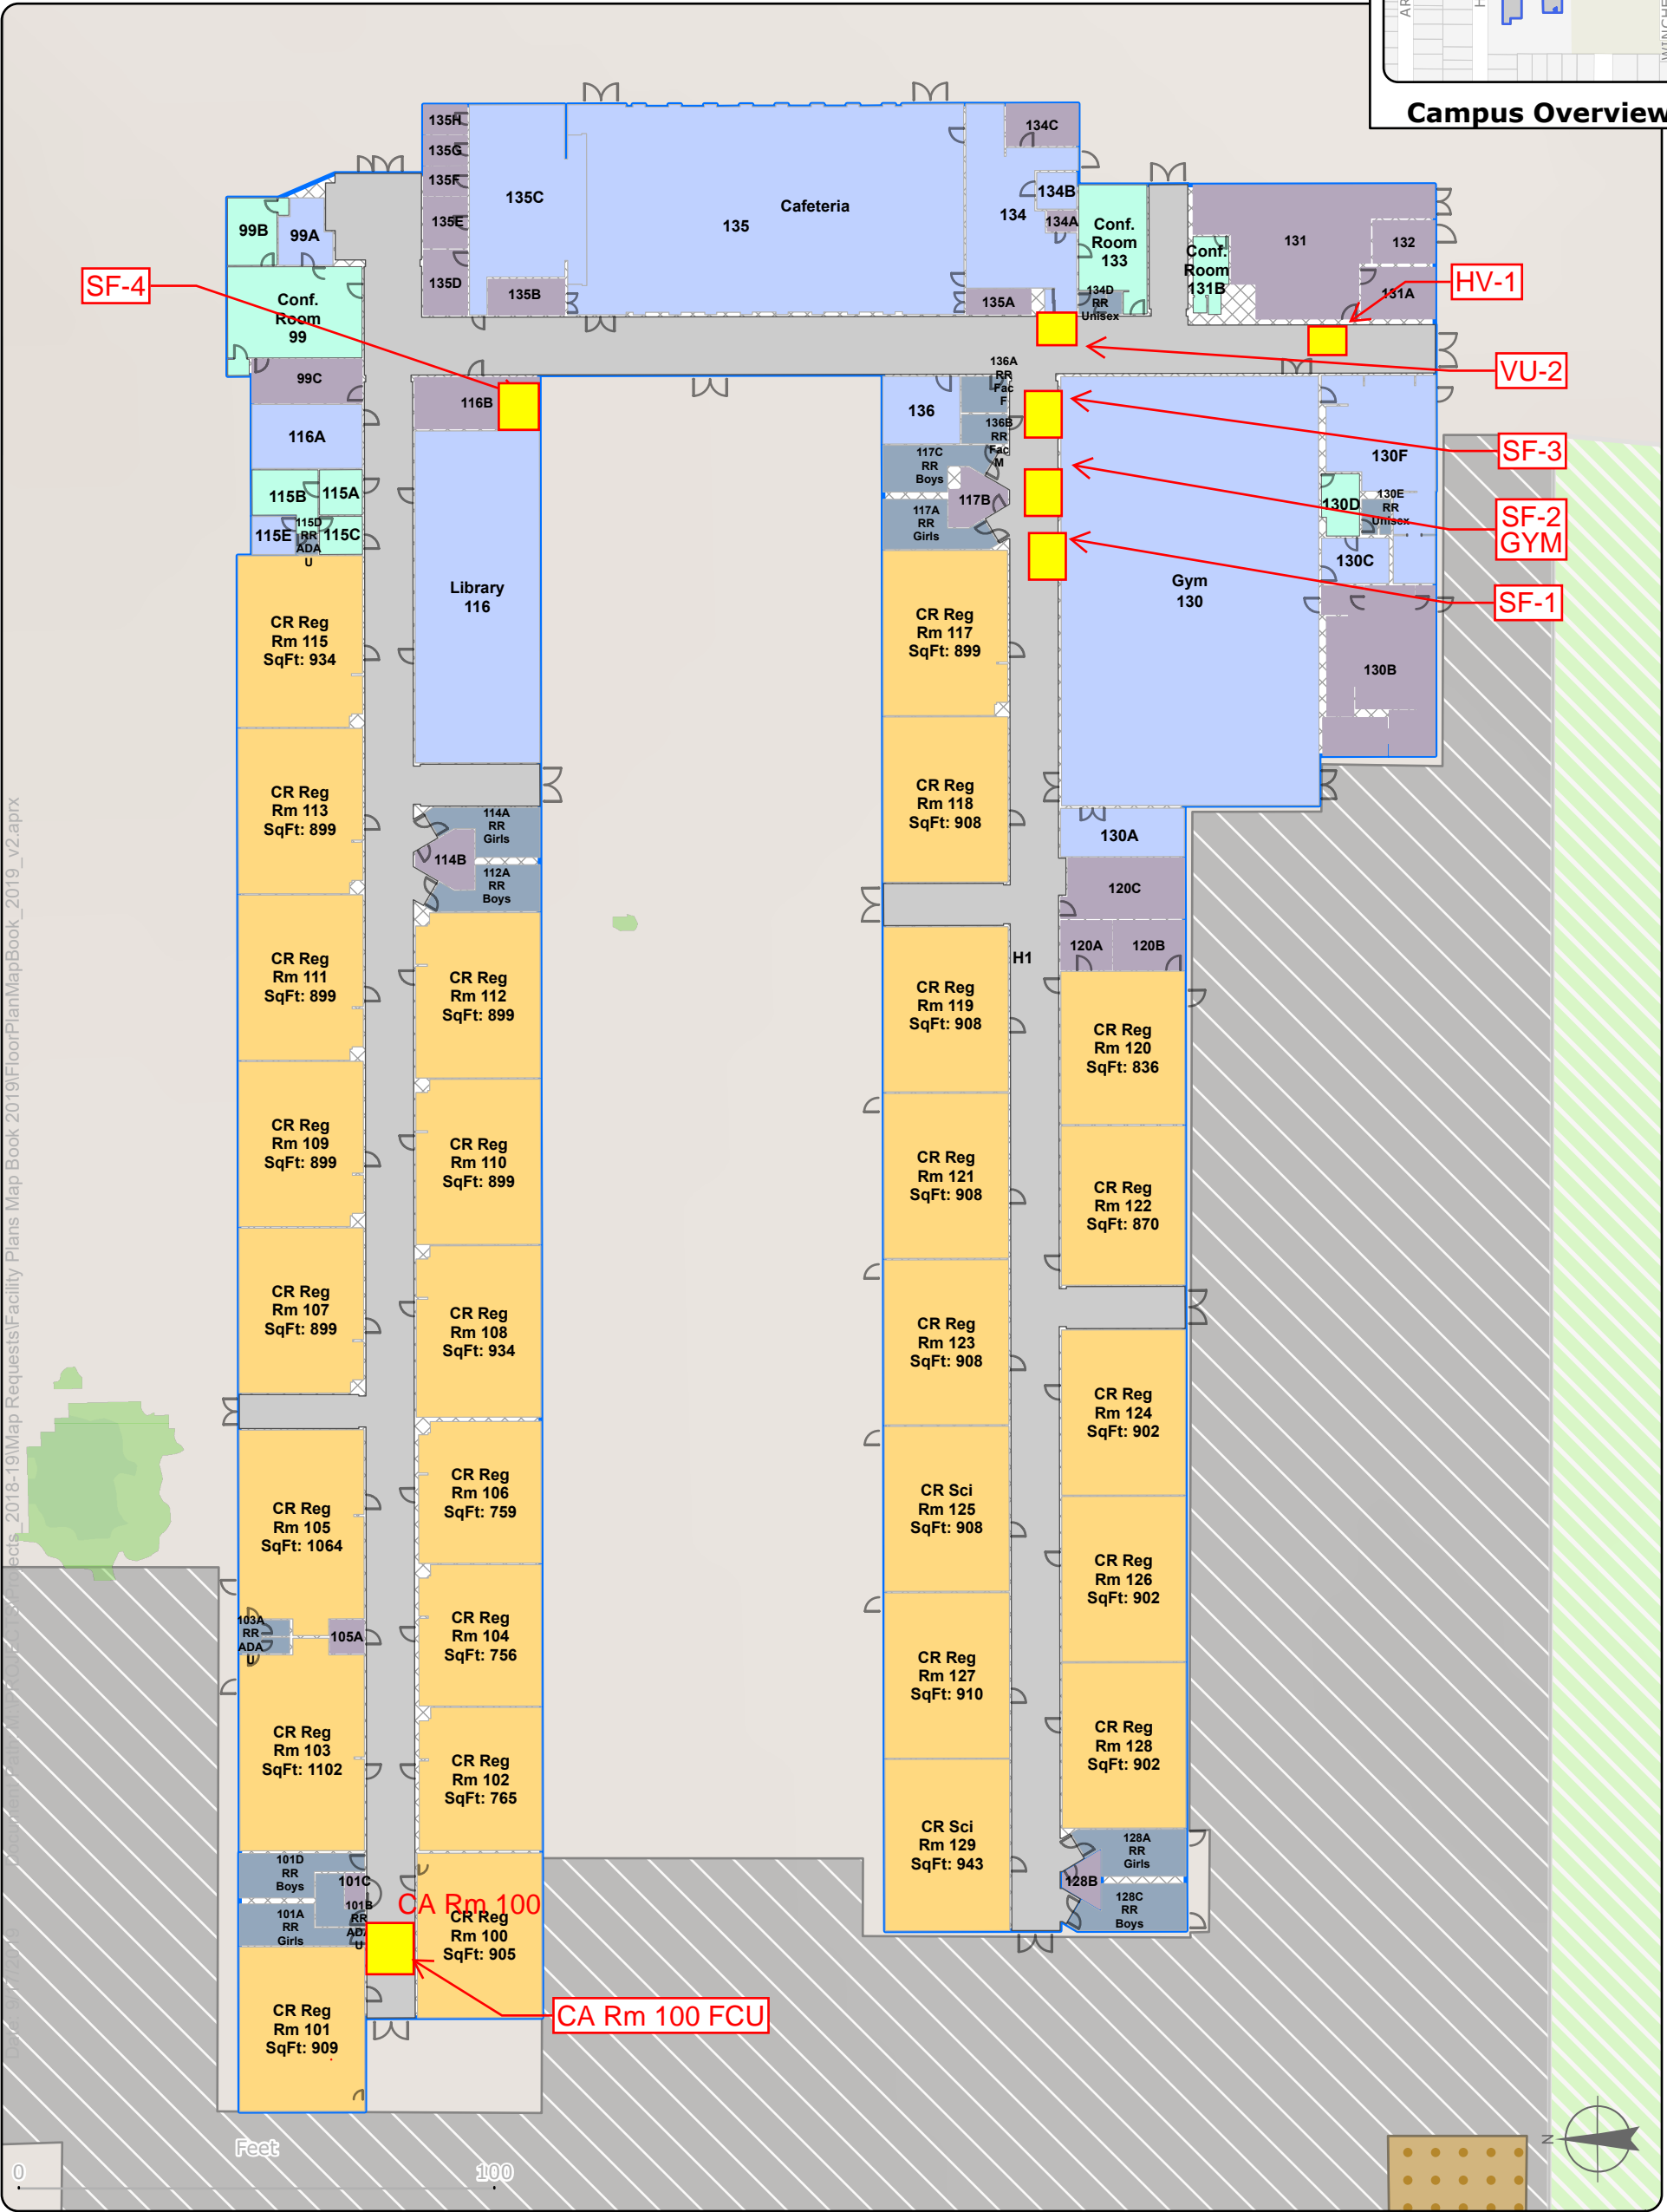 AR
H
WINCHE
Campus Overview
135H
135G
135F
135E
135D
135C
135B
135
Cafeteria
134C
134B
134A
134
135A
134D
RR
Unisex
Conf.
Room
133
Conf.
Room
131B
131
132
131A
HV-1
VU-2
SF-3
SF-2
GYM
SF-1
SF-4
99B
99A
Conf.
Room
99
99C
116A
115B
115A
115E
115D
RR
ADA
U
115C
116B
Library
116
136
136A
RR
Fac
F
136B
RR
Fac
M
117C
RR
Boys
117B
117A
RR
Girls
Gym
130
130F
130D
130E
RR
Unisex
130C
130B
130A
120C
120A
120B
H1
CR Reg
Rm 115
SqFt: 934
CR Reg
Rm 113
SqFt: 899
114A
RR
Girls
114B
112A
RR
Boys
CR Reg
Rm 111
SqFt: 899
CR Reg
Rm 112
SqFt: 899
CR Reg
Rm 109
SqFt: 899
CR Reg
Rm 110
SqFt: 899
CR Reg
Rm 107
SqFt: 899
CR Reg
Rm 108
SqFt: 934
CR Reg
Rm 105
SqFt: 1064
CR Reg
Rm 106
SqFt: 759
103A
RR
ADA
U
105A
CR Reg
Rm 104
SqFt: 756
CR Reg
Rm 103
SqFt: 1102
CR Reg
Rm 102
SqFt: 765
101D
RR
Boys
101C
101B
RR
ADA
U
101A
RR
Girls
CA Rm 100
CR Reg
Rm 100
SqFt: 905
CR Reg
Rm 101
SqFt: 909
CA Rm 100 FCU
CR Reg
Rm 117
SqFt: 899
CR Reg
Rm 118
SqFt: 908
CR Reg
Rm 119
SqFt: 908
CR Reg
Rm 120
SqFt: 836
CR Reg
Rm 121
SqFt: 908
CR Reg
Rm 122
SqFt: 870
CR Reg
Rm 123
SqFt: 908
CR Reg
Rm 124
SqFt: 902
CR Sci
Rm 125
SqFt: 908
CR Reg
Rm 126
SqFt: 902
CR Reg
Rm 127
SqFt: 910
CR Reg
Rm 128
SqFt: 902
CR Sci
Rm 129
SqFt: 943
128A
RR
Girls
128B
128C
RR
Boys
Feet
0 100
N
ects_2018-19\Map Requests\Facility Plans Map Book 2019\FloorPlanMapBook_2019_v2.aprx